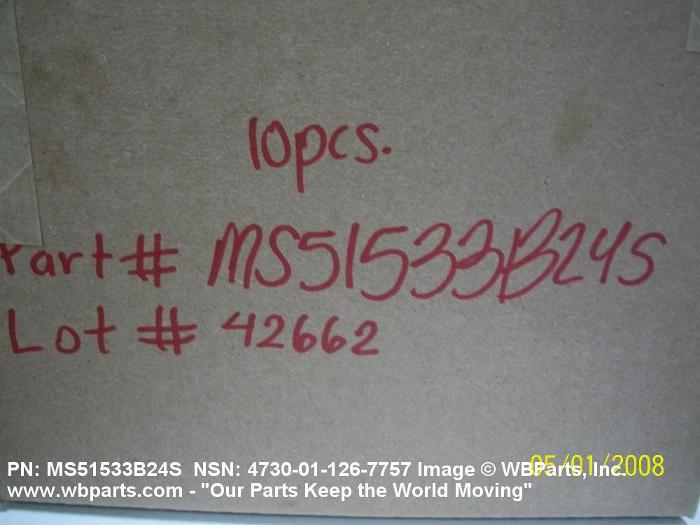 10pcs.
Part# MS51533B24S
Lot # 42662
PN: MS51533B24S NSN: 4730-01-126-7757 Image © WBParts, Inc.
05/01/2008
www.wbparts.com - "Our Parts Keep the World Moving"